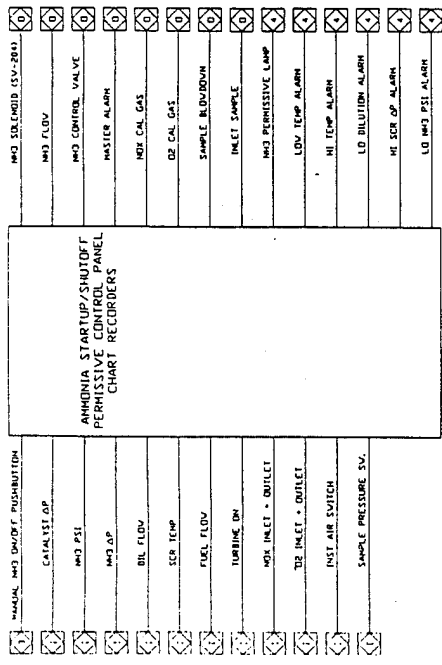 MANUAL NH3 ON/OFF PUSHBUTTON
CATALYST ΔP
NH3 PSI
NH3 ΔP
OIL FLOW
SCR TEMP
FUEL FLOW
TURBINE ON
NOX INLET + OUTLET
O2 INLET + OUTLET
INST AIR SWITCH
SAMPLE PRESSURE SW.
AMMONIA STARTUP/SHUTOFF
PERMISSIVE CONTROL PANEL
CHART RECORDERS
NH3 SOLENOID (SV-204)
NH3 FLOW
NH3 CONTROL VALVE
MASTER ALARM
NOX CAL GAS
O2 CAL GAS
SAMPLE BLOWDOWN
INLET SAMPLE
NH3 PERMISSIVE LAMP
LOW TEMP ALARM
HI TEMP ALARM
LO DILUTION ALARM
HI SCR ΔP ALARM
LO NH3 PSI ALARM